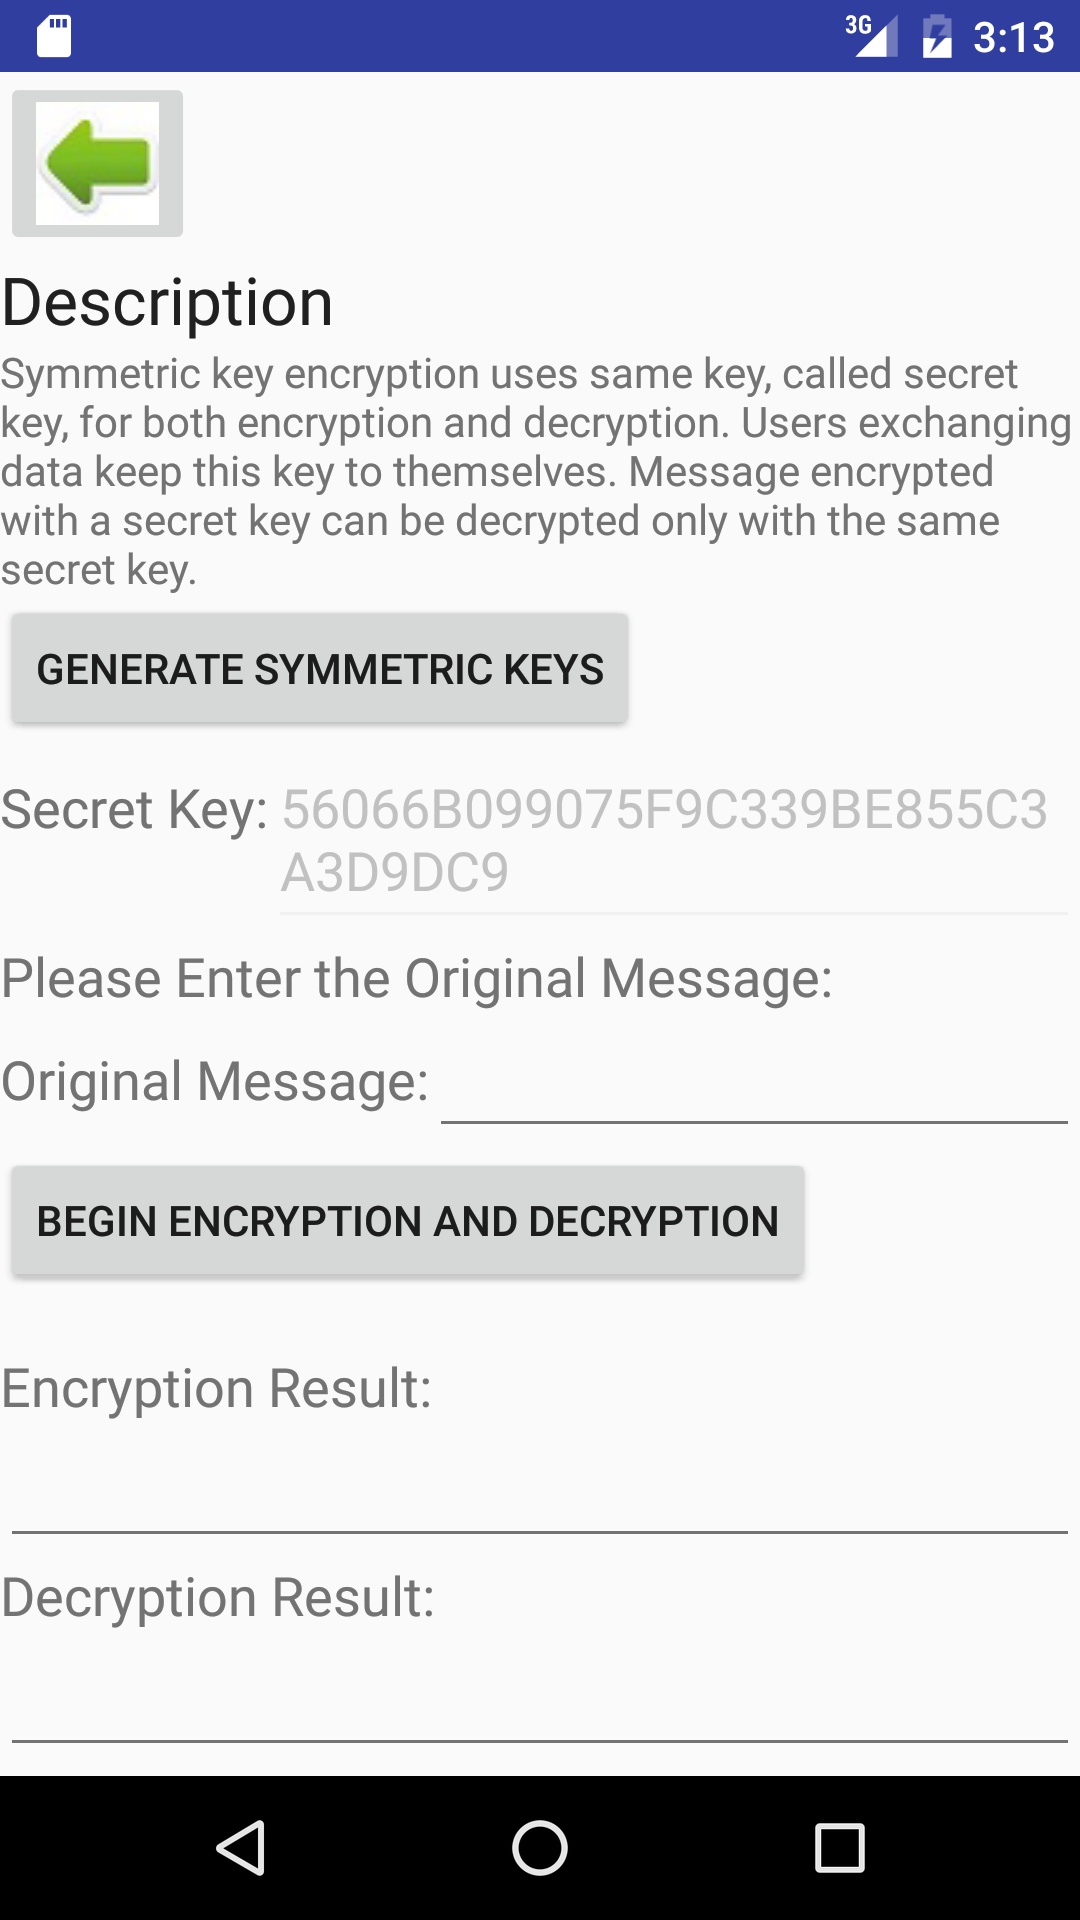 3G 3:13
Description
Symmetric key encryption uses same key, called secret
key, for both encryption and decryption. Users exchanging
data keep this key to themselves. Message encrypted
with a secret key can be decrypted only with the same
secret key.
GENERATE SYMMETRIC KEYS
Secret Key: 56066B099075F9C339BE855C3
A3D9DC9
Please Enter the Original Message:
Original Message:
BEGIN ENCRYPTION AND DECRYPTION
Encryption Result:
Decryption Result: